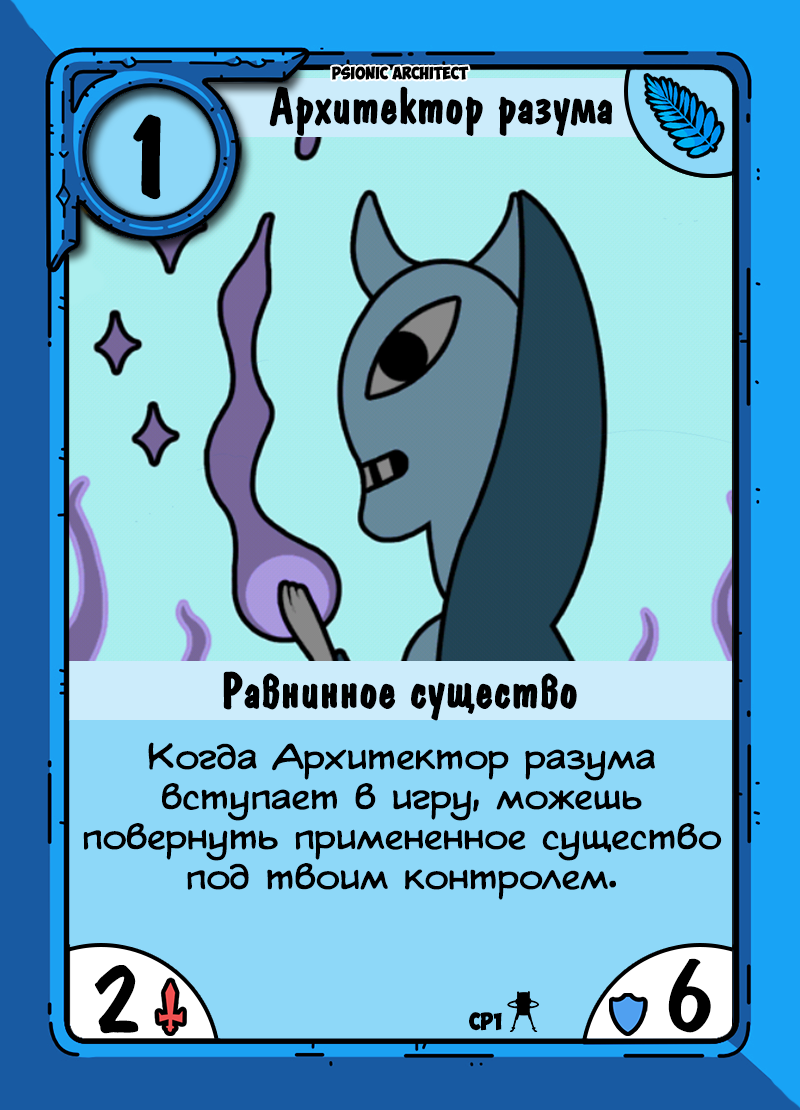 PSIONIC ARCHITECT
1
Архитектор разума
Равнинное существо
Когда Архитектор разума
вступает в игру, можешь
повернуть примененное существо
под твоим контролем.
2
CP1
6